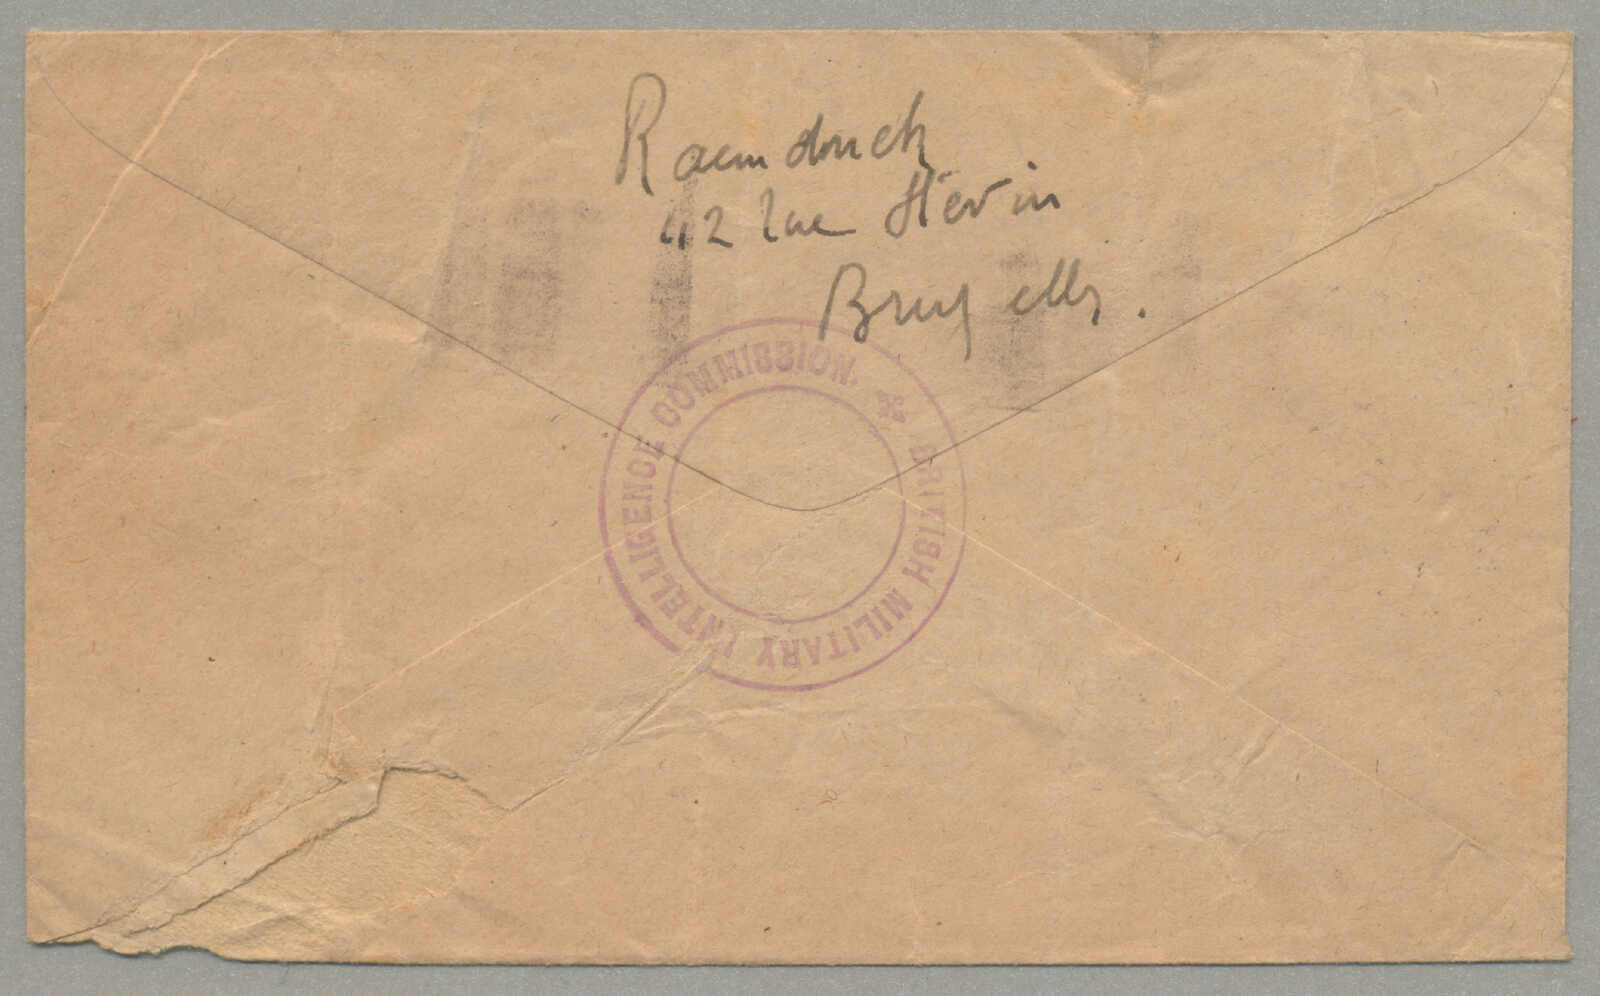 Raemdonck
42 rue Stévin
Bruxelles.
BRITISH MILITARY INTELLIGENCE COMMISSION.